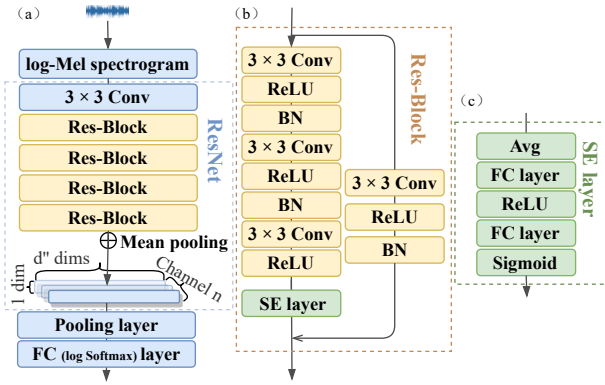 (a)
log-Mel spectrogram
3 × 3 Conv
Res-Block
Res-Block
Res-Block
Res-Block
ResNet
Mean pooling
d" dims
1 dim
Channel n
Pooling layer
FC (log Softmax) layer
(b)
3 × 3 Conv
ReLU
BN
3 × 3 Conv
ReLU
BN
3 × 3 Conv
ReLU
SE layer
3 × 3 Conv
ReLU
BN
Res-Block
(c)
Avg
FC layer
ReLU
FC layer
Sigmoid
SE layer